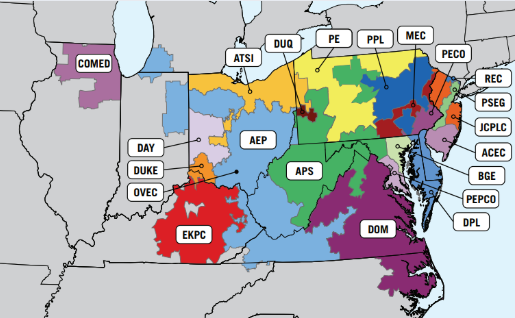 COMED
ATSI
DUQ
PE
PPL
MEC
PECO
REC
PSEG
JCPLC
ACEC
BGE
PEPCO
DPL
DAY
DUKE
OVEC
AEP
APS
EKPC
DOM